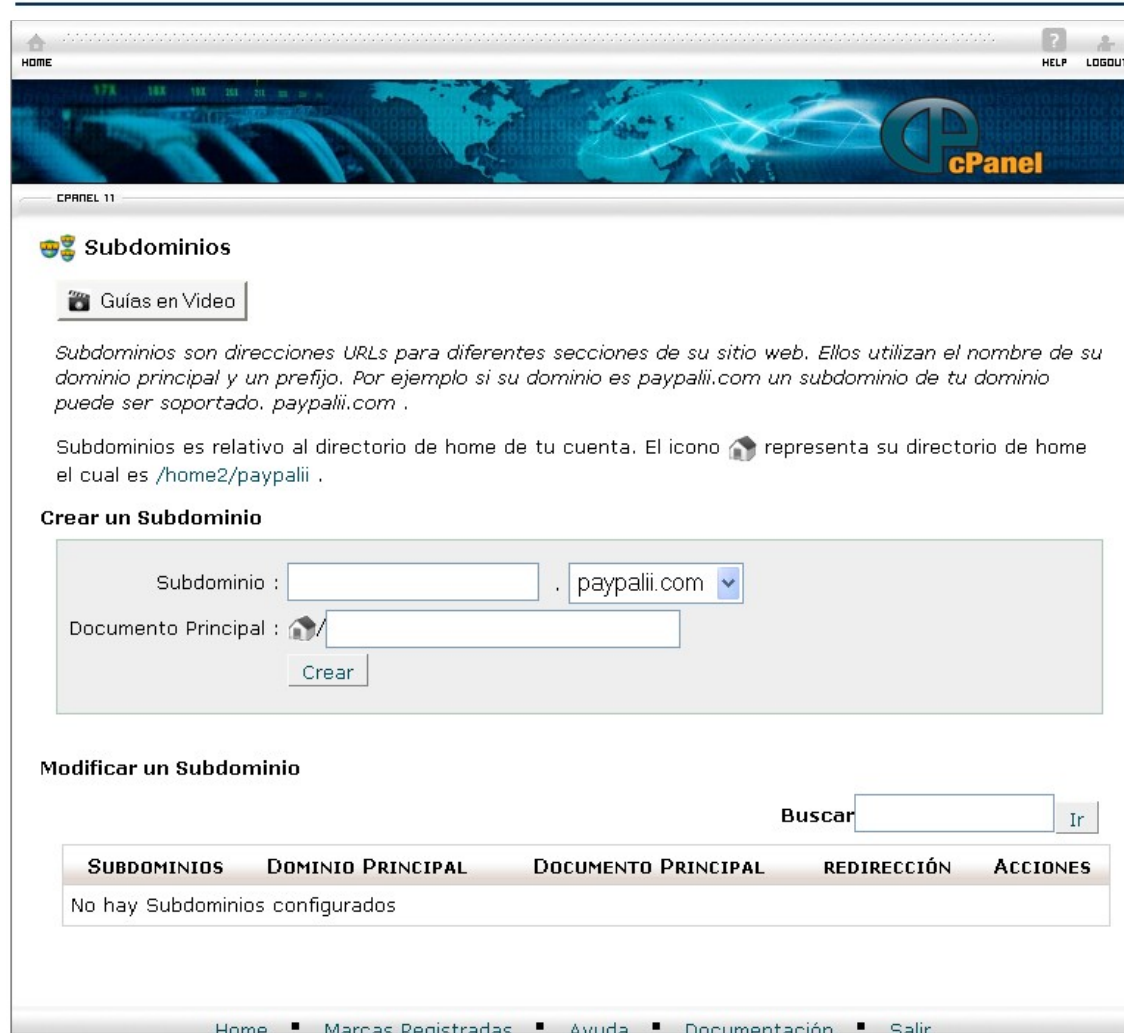 HOME
HELP LOGOUT
17X 18X 19X 20X 21X
cPanel
CPANEL 11
Subdominios
Guías en Video
Subdominios son direcciones URLs para diferentes secciones de su sitio web. Ellos utilizan el nombre de su
dominio principal y un prefijo. Por ejemplo si su dominio es paypalii.com un subdominio de tu dominio
puede ser soportado. paypalii.com .
Subdominios es relativo al directorio de home de tu cuenta. El icono representa su directorio de home
el cual es /home2/paypalii .
Crear un Subdominio
Subdominio : . paypalii.com
Documento Principal : /
Crear
Modificar un Subdominio
Buscar Ir
SUBDOMINIOS DOMINIO PRINCIPAL DOCUMENTO PRINCIPAL REDIRECCIÓN ACCIONES
No hay Subdominios configurados
Home ▪ Marcas Registradas ▪ Ayuda ▪ Documentación ▪ Salir